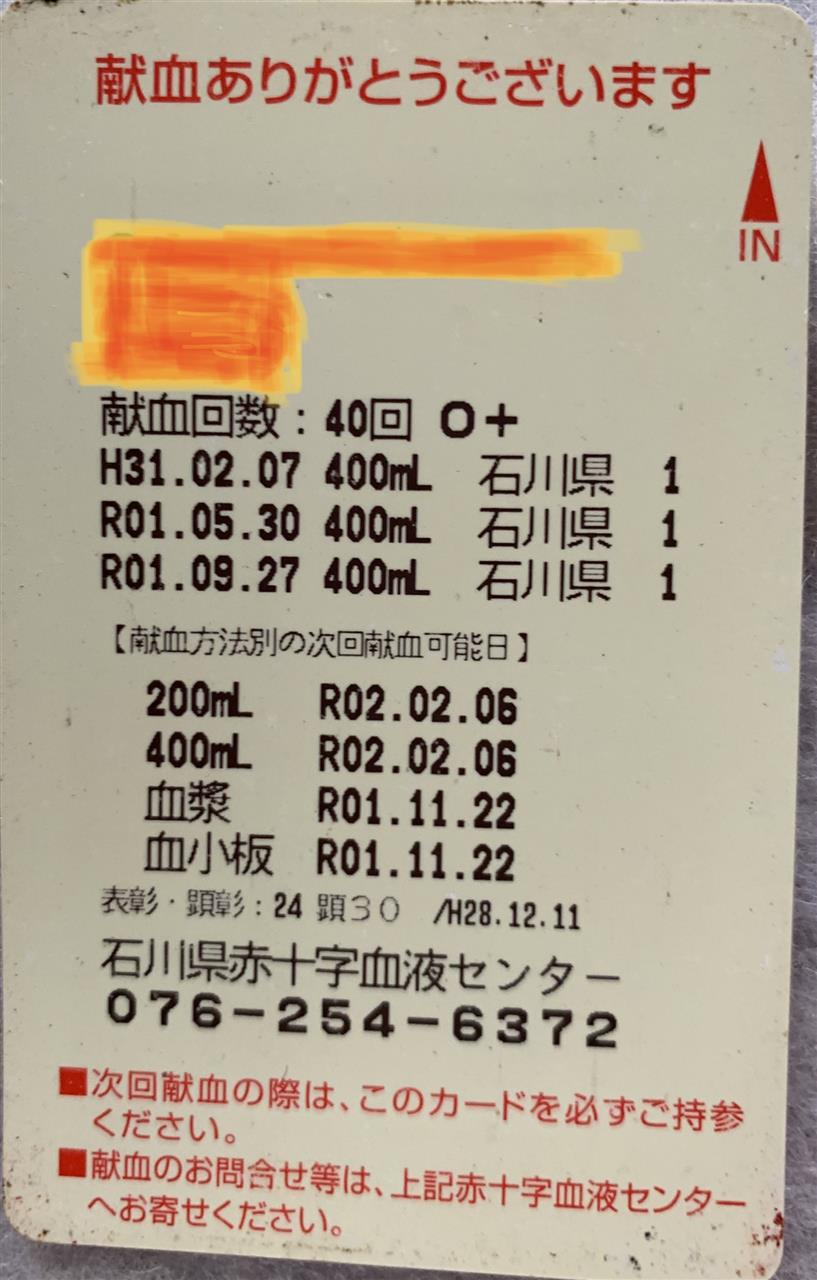 献血ありがとうございます
IN
献血回数：40回 O+
H31.02.07 400mL 石川県 1
R01.05.30 400mL 石川県 1
R01.09.27 400mL 石川県 1
【献血方法別の次回献血可能日】
200mL R02.02.06
400mL R02.02.06
血漿 R01.11.22
血小板 R01.11.22
表彰・顕彰：24 顕30 /H28.12.11
石川県赤十字血液センター
076-254-6372
■次回献血の際は、このカードを必ずご持参
ください。
■献血のお問合せ等は、上記赤十字血液センター
へお寄せください。